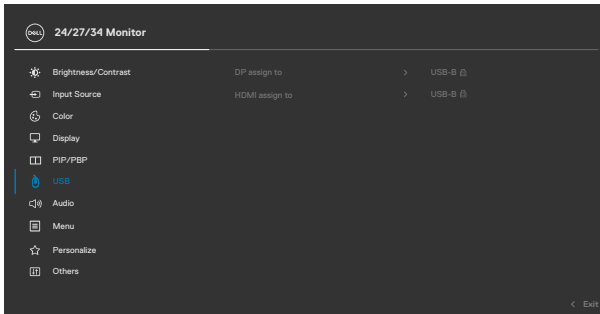 DELL 24/27/34 Monitor
Brightness/Contrast DP assign to > USB-B
Input Source HDMI assign to > USB-B
Color
Display
PIP/PBP
USB
Audio
Menu
Personalize
Others
< Exit